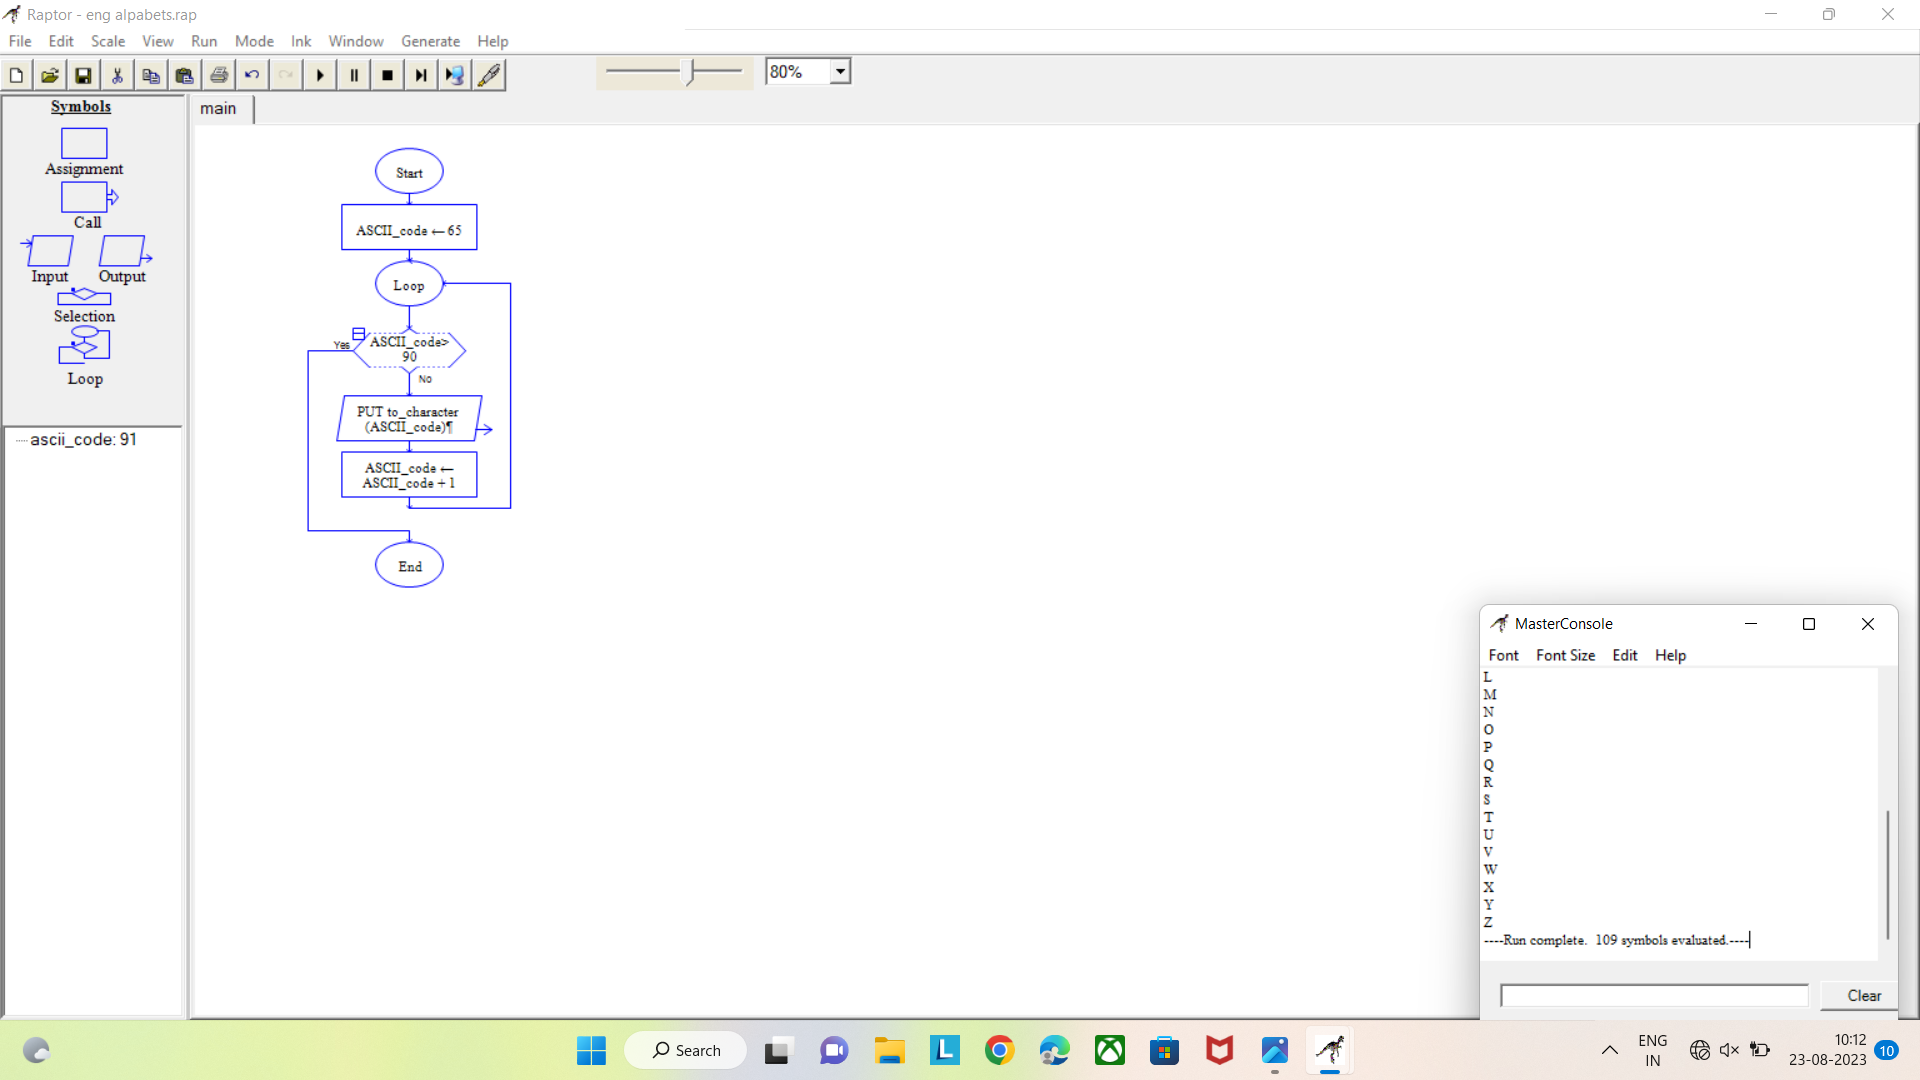 Raptor - eng alpabets.rap
File Edit Scale View Run Mode Ink Window Generate Help
80%
Symbols
Assignment
Call
Input Output
Selection
Loop
ascii_code: 91
main
Start
ASCII_code ← 65
Loop
Yes
ASCII_code>
90
No
PUT to_character
(ASCII_code)¶
ASCII_code ←
ASCII_code + 1
End
MasterConsole
Font Font Size Edit Help
L
M
N
O
P
Q
R
S
T
U
V
W
X
Y
Z
----Run complete.  109 symbols evaluated.----
Clear
Search
L
ENG
IN
10:12
23-08-2023
10